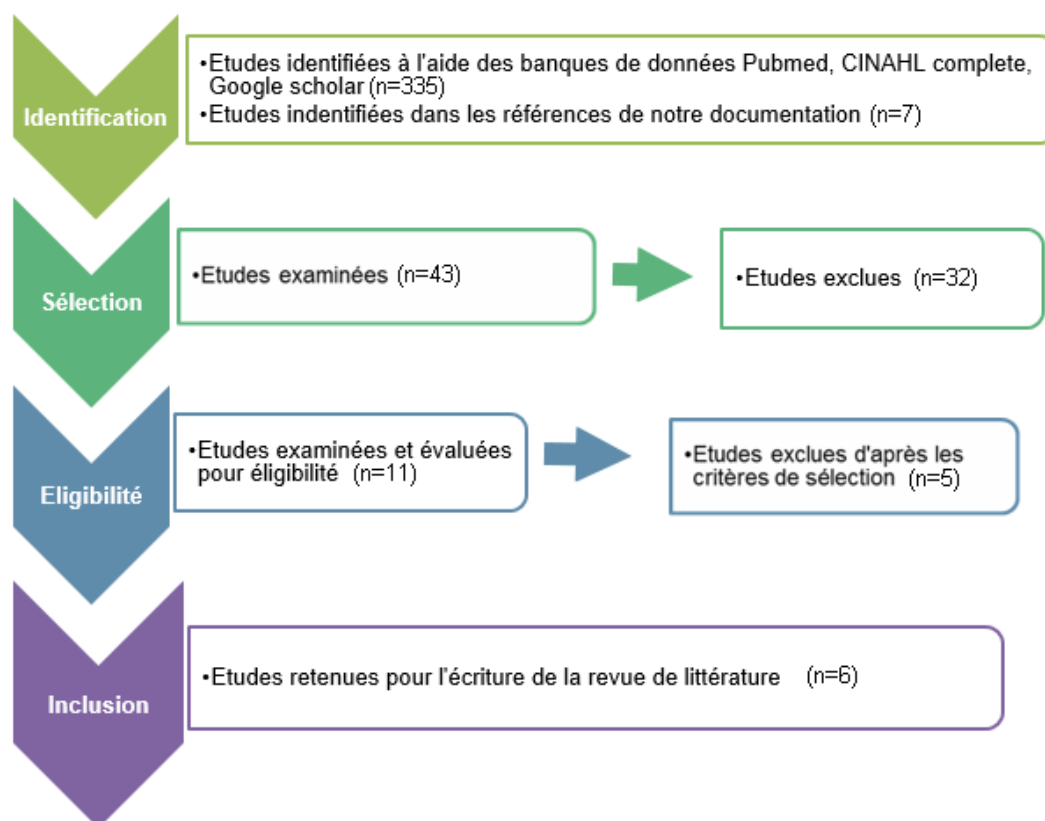 Identification
•Etudes identifiées à l'aide des banques de données Pubmed, CINAHL complete,
Google scholar (n=335)
•Etudes indentifiées dans les références de notre documentation (n=7)
Sélection
•Etudes examinées (n=43)
•Etudes exclues (n=32)
Eligibilité
•Etudes examinées et évaluées
pour éligibilité (n=11)
•Etudes exclues d'après les
critères de sélection (n=5)
Inclusion
•Etudes retenues pour l'écriture de la revue de littérature (n=6)